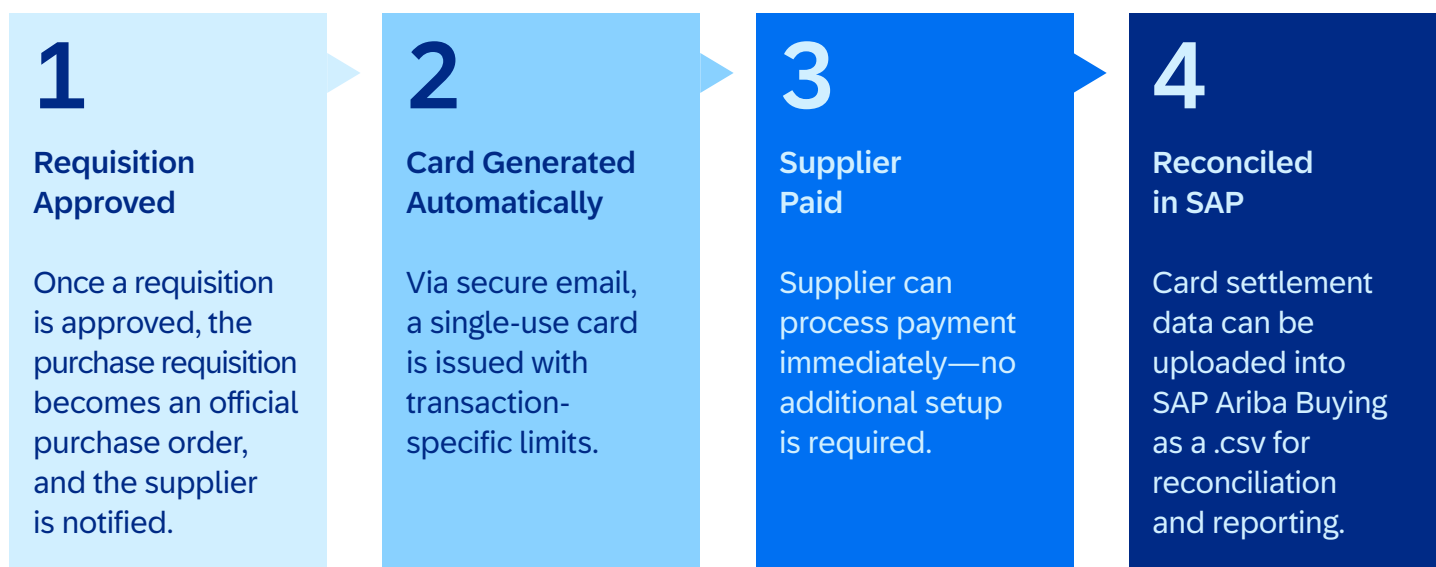 1
Requisition
Approved
Once a requisition
is approved, the
purchase requisition
becomes an official
purchase order,
and the supplier
is notified.
2
Card Generated
Automatically
Via secure email,
a single-use card
is issued with
transaction-
specific limits.
3
Supplier
Paid
Supplier can
process payment
immediately—no
additional setup
is required.
4
Reconciled
in SAP
Card settlement
data can be
uploaded into
SAP Ariba Buying
as a .csv for
reconciliation
and reporting.